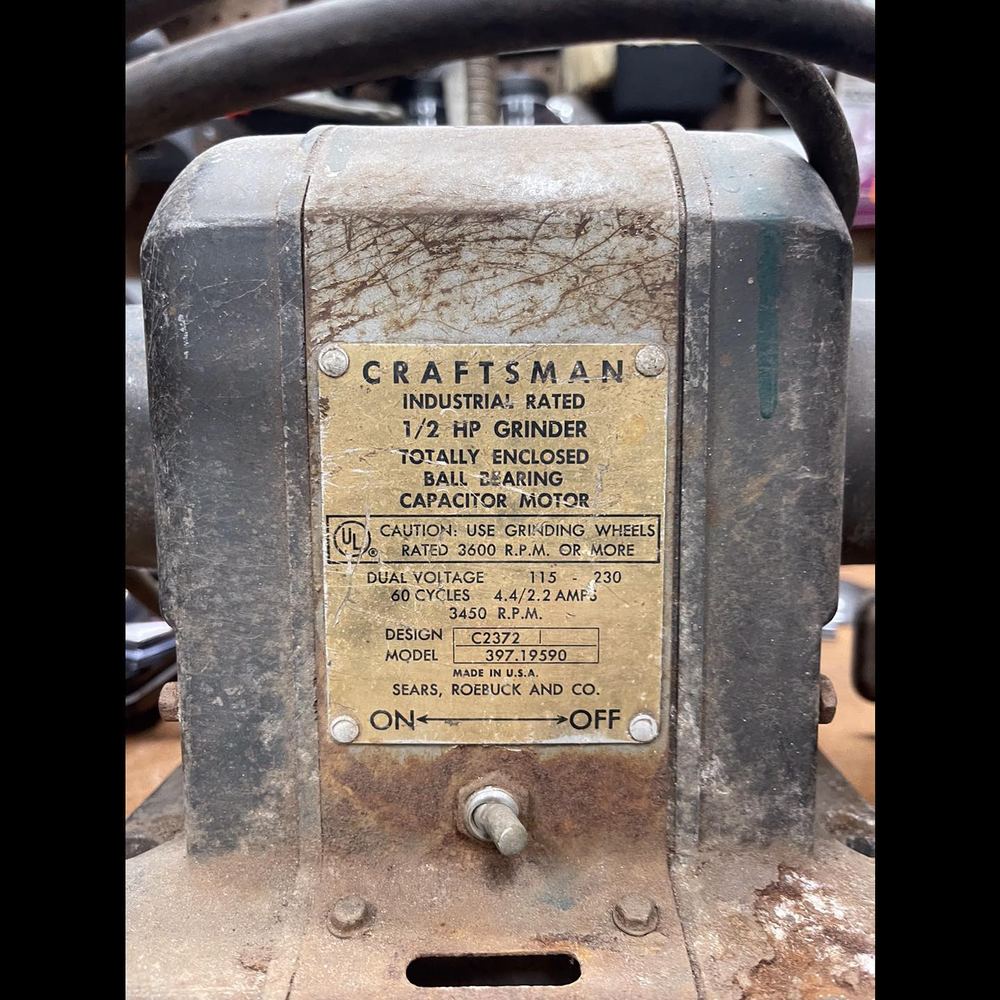 CRAFTSMAN
INDUSTRIAL RATED
1/2 HP GRINDER
TOTALLY ENCLOSED
BALL BEARING
CAPACITOR MOTOR
UL ® CAUTION: USE GRINDING WHEELS
RATED 3600 R.P.M. OR MORE
DUAL VOLTAGE 115 - 230
60 CYCLES 4.4/2.2 AMPS
3450 R.P.M.
DESIGN C2372
MODEL 397.19590
MADE IN U.S.A.
SEARS, ROEBUCK AND CO.
ON←→OFF